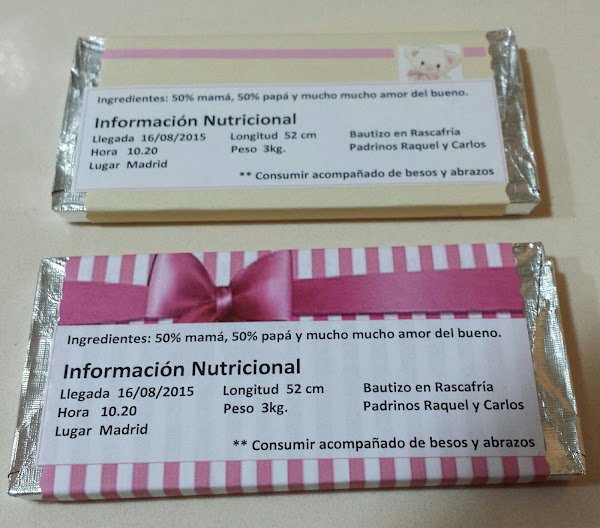 Ingredientes: 50% mamá, 50% papá y mucho mucho amor del bueno.
Información Nutricional
Llegada 16/08/2015 Longitud 52 cm Bautizo en Rascafría
Hora 10.20 Peso 3kg. Padrinos Raquel y Carlos
Lugar Madrid
** Consumir acompañado de besos y abrazos
Ingredientes: 50% mamá, 50% papá y mucho mucho amor del bueno.
Información Nutricional
Llegada 16/08/2015 Longitud 52 cm Bautizo en Rascafría
Hora 10.20 Peso 3kg. Padrinos Raquel y Carlos
Lugar Madrid
** Consumir acompañado de besos y abrazos